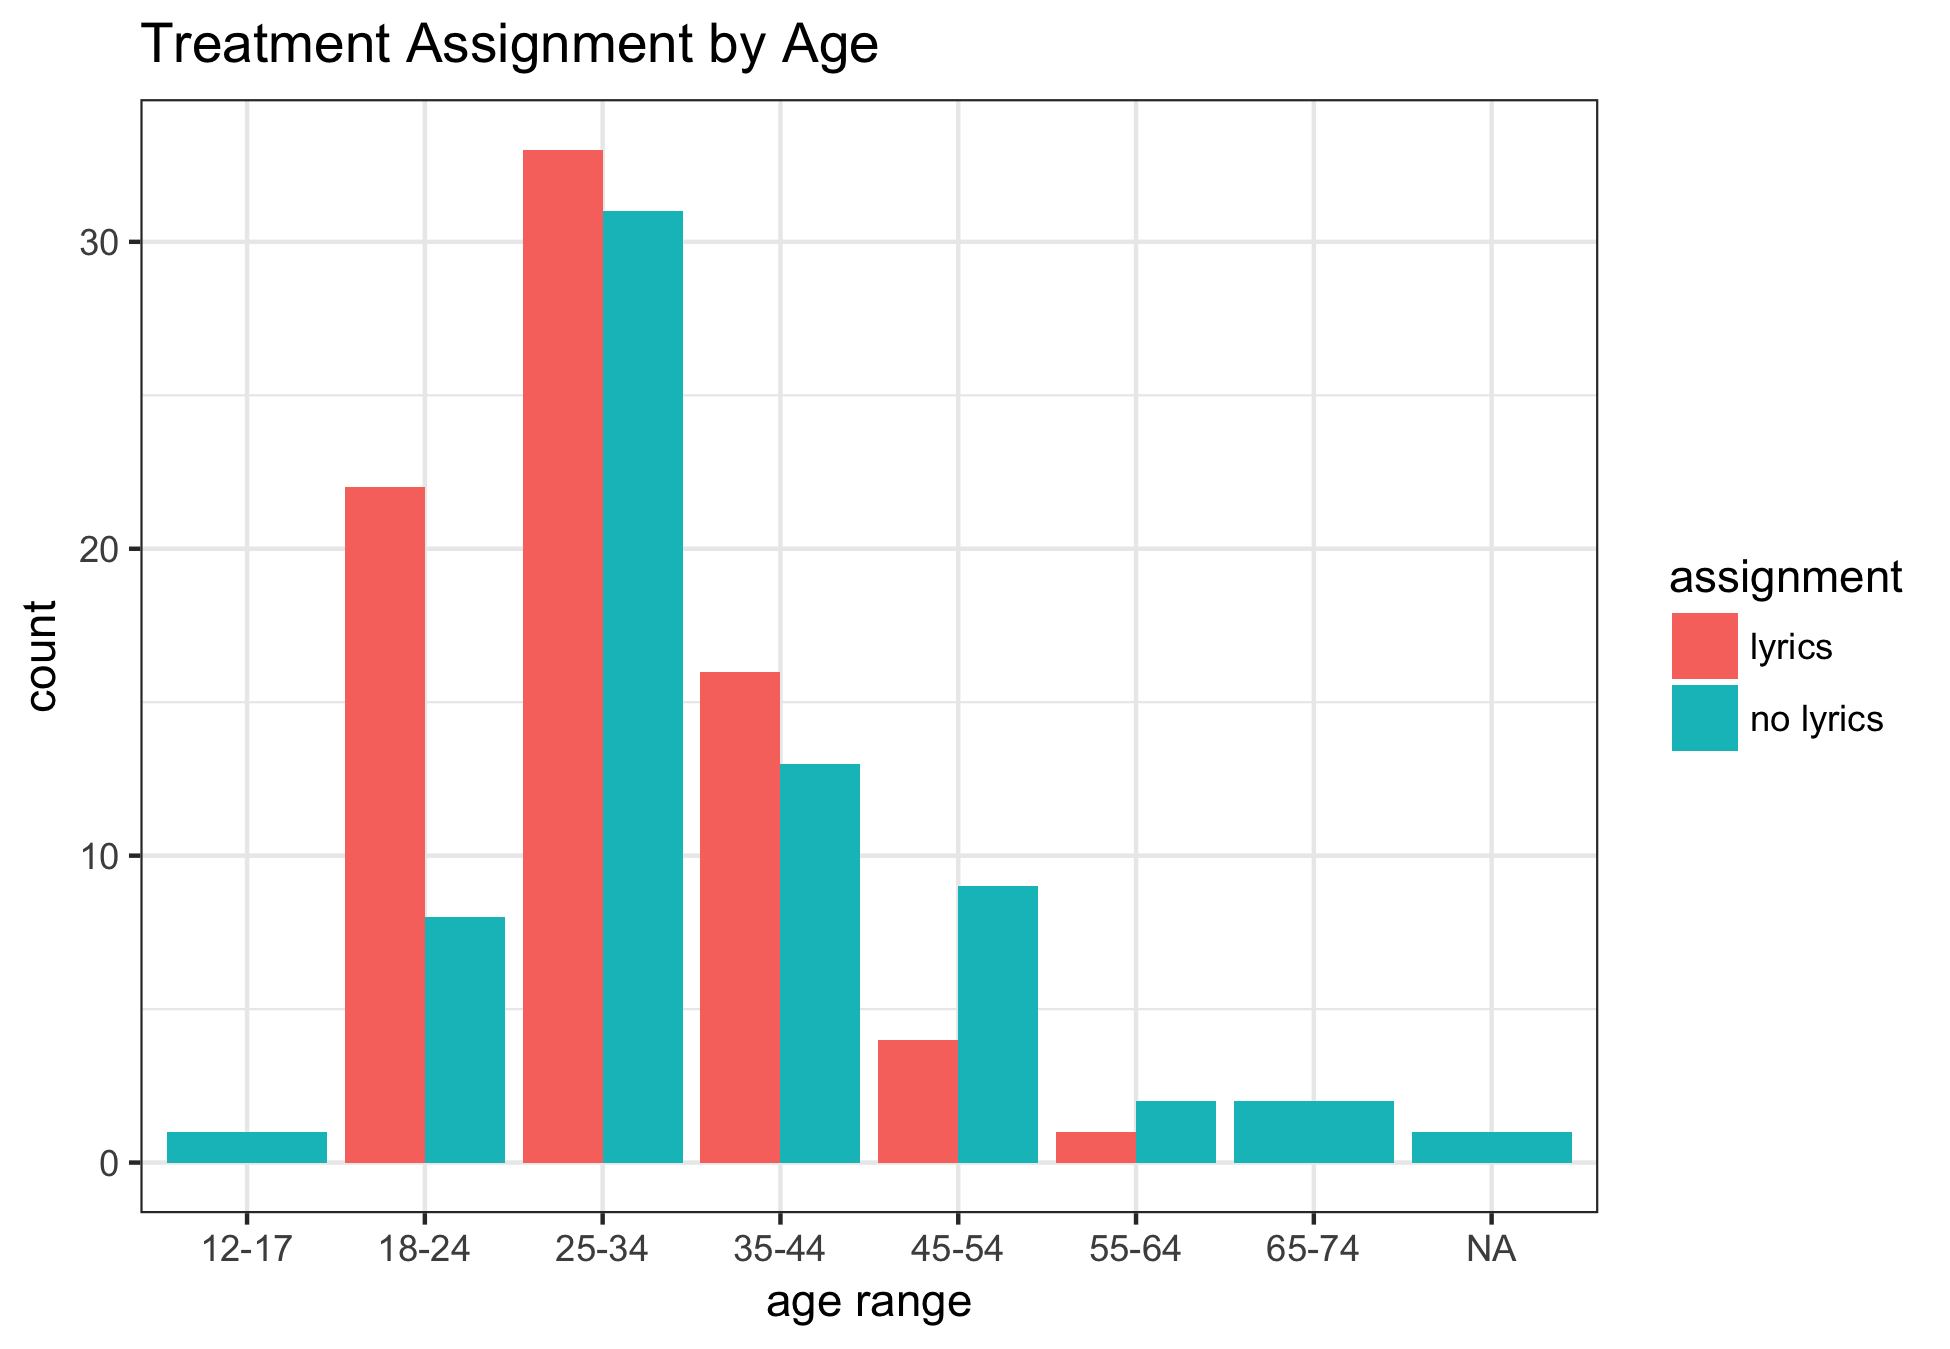 Treatment Assignment by Age
count
30
20
10
0
12-17 18-24 25-34 35-44 45-54 55-64 65-74 NA
age range
assignment
lyrics
no lyrics